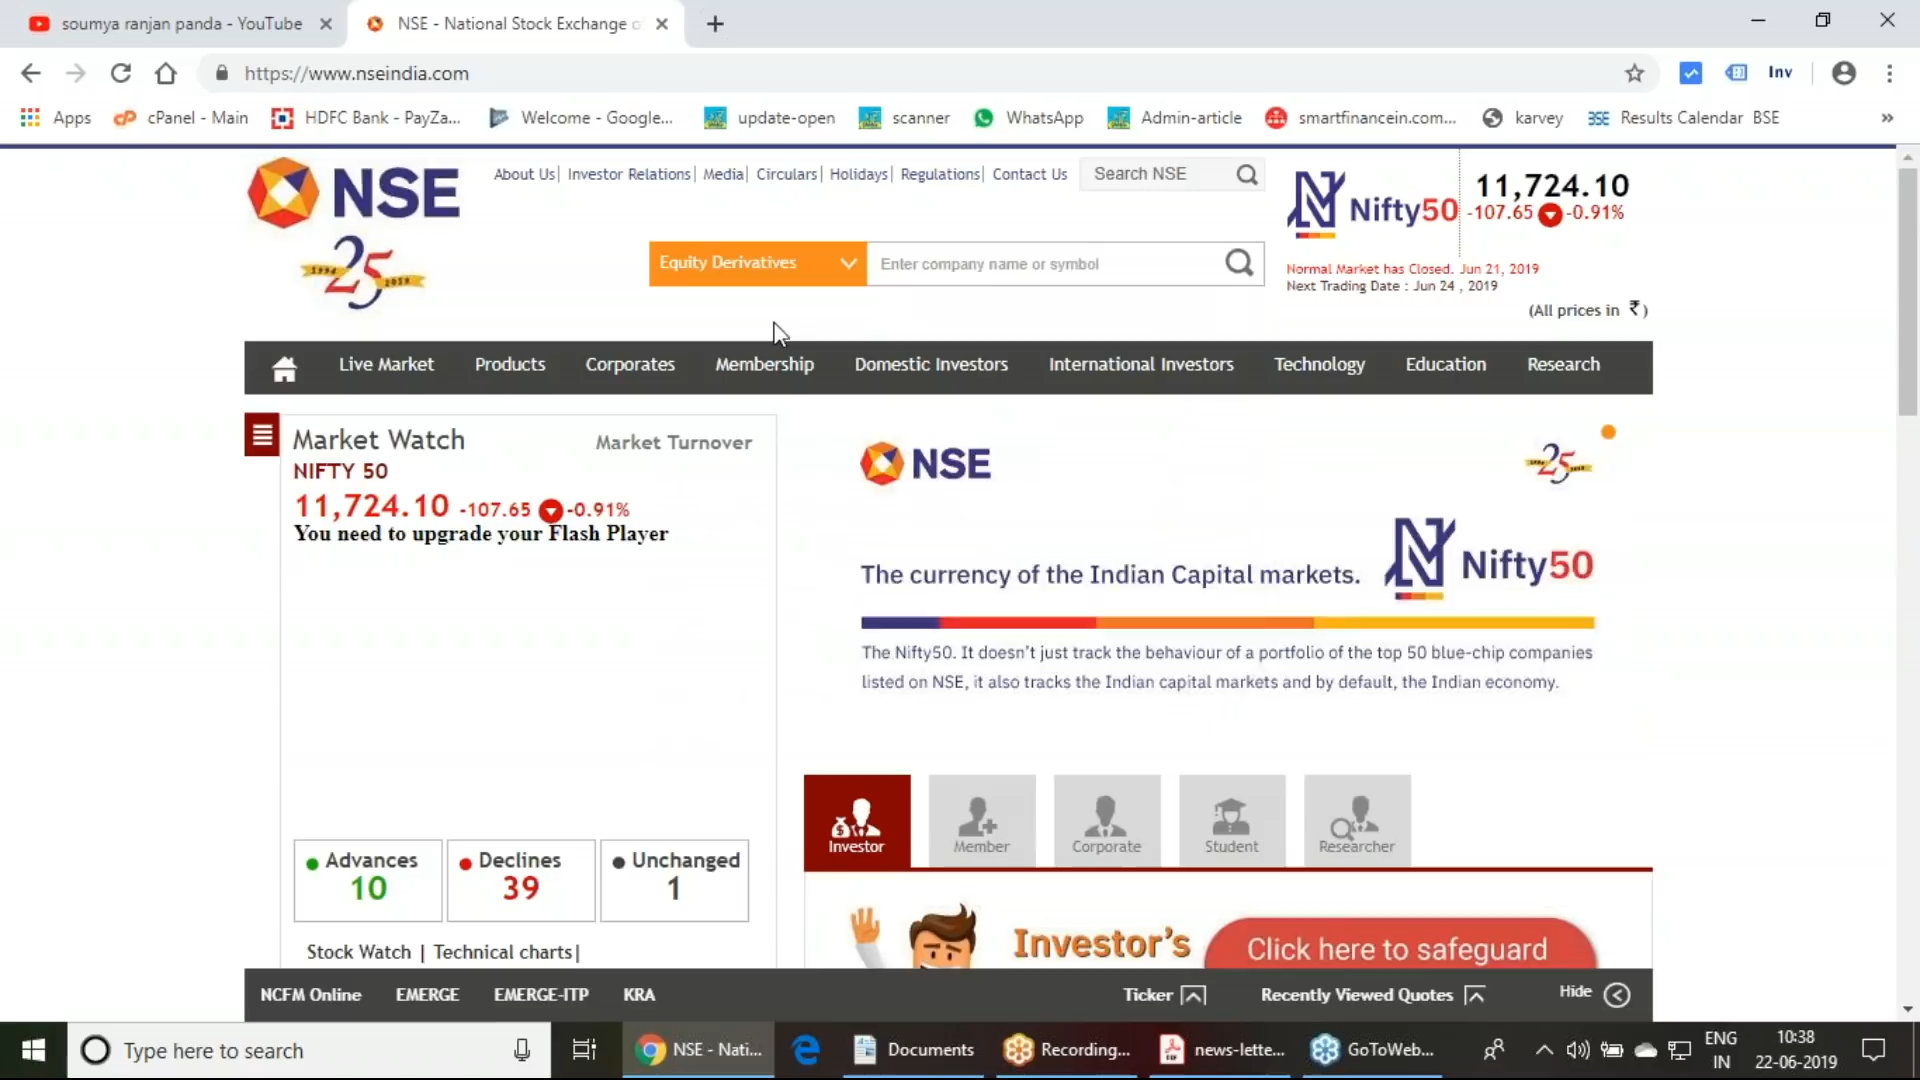 soumya ranjan panda - YouTube
NSE - National Stock Exchange o
https://www.nseindia.com
Inv
Apps
cPanel - Main
HDFC Bank - PayZa...
Welcome - Google...
update-open
scanner
WhatsApp
Admin-article
smartfinancein.com...
karvey
BSE Results Calendar BSE
»
NSE
1994 25 2019
About Us| Investor Relations| Media| Circulars| Holidays| Regulations| Contact Us
Search NSE
Nifty50
11,724.10
-107.65 -0.91%
Equity Derivatives
Enter company name or symbol
Normal Market has Closed. Jun 21, 2019
Next Trading Date : Jun 24 , 2019
(All prices in ₹ )
Live Market
Products
Corporates
Membership
Domestic Investors
International Investors
Technology
Education
Research
Market Watch
Market Turnover
NIFTY 50
11,724.10 -107.65 -0.91%
You need to upgrade your Flash Player
Advances
10
Declines
39
Unchanged
1
Stock Watch | Technical charts|
NSE
25
The currency of the Indian Capital markets.
Nifty50
The Nifty50. It doesn't just track the behaviour of a portfolio of the top 50 blue-chip companies
listed on NSE, it also tracks the Indian capital markets and by default, the Indian economy.
Investor
Member
Corporate
Student
Researcher
Investor's
Click here to safeguard
NCFM Online
EMERGE
EMERGE-ITP
KRA
Ticker
Recently Viewed Quotes
Hide
Type here to search
NSE - Nati...
Documents
Recording...
news-lette...
GoToWeb...
ENG
IN
10:38
22-06-2019